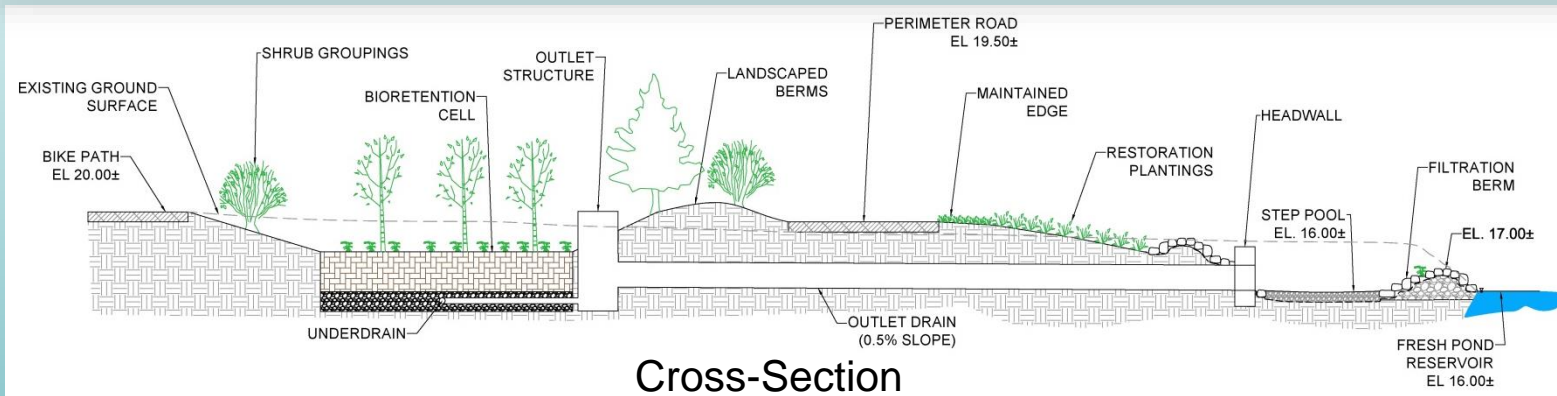 EXISTING GROUND
SURFACE
BIKE PATH
EL 20.00±
SHRUB GROUPINGS
BIORETENTION
CELL
UNDERDRAIN
OUTLET
STRUCTURE
LANDSCAPED
BERMS
PERIMETER ROAD
EL 19.50±
MAINTAINED
EDGE
OUTLET DRAIN
(0.5% SLOPE)
RESTORATION
PLANTINGS
HEADWALL
STEP POOL
EL. 16.00±
FILTRATION
BERM
EL. 17.00±
FRESH POND
RESERVOIR
EL 16.00±
Cross-Section